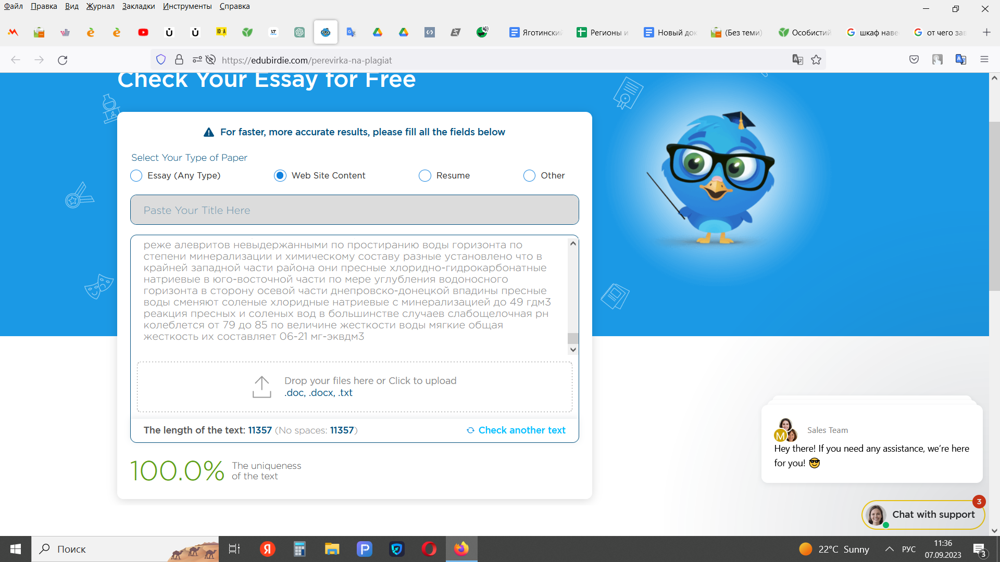 Файл Правка Вид Журнал Закладки Инструменты Справка
Яготинский
Регионы и
Новый док
(Без теми)
Особистий
шкаф наве
от чего зав
https://edubirdie.com/perevirka-na-plagiat
Check Your Essay for Free
For faster, more accurate results, please fill all the fields below
Select Your Type of Paper
Essay (Any Type)
Web Site Content
Resume
Other
Paste Your Title Here
реже алевритов невыдержанными по простиранию воды горизонта по
степени минерализации и химическому составу разные установлено что в
крайней западной части района они пресные хлоридно-гидрокарбонатные
натриевые в юго-восточной части по мере углубления водоносного
горизонта в сторону осевой части днепровско-донецкой впадины пресные
воды сменяют соленые хлоридные натриевые с минерализацией до 49 гдм3
реакция пресных и соленых вод в большинстве случаев слабощелочная рн
колеблется от 79 до 85 по величине жесткости воды мягкие общая
жесткость их составляет 06-21 мг-эквдм3
Drop your files here or Click to upload
.doc, .docx, .txt
The length of the text: 11357 (No spaces: 11357)
Check another text
100.0%
The uniqueness
of the text
M
Sales Team
Hey there! If you need any assistance, we’re here
for you! 😎
3
Chat with support
Поиск
22°C Sunny
РУС
11:36
07.09.2023
3